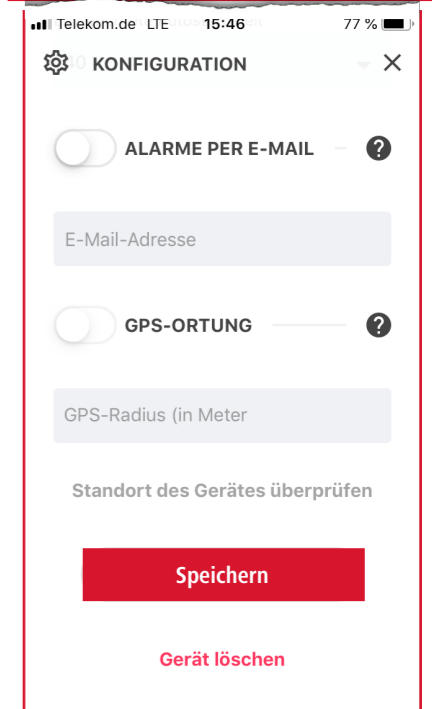 Telekom.de LTE 15:46 77 %
KONFIGURATION
ALARME PER E-MAIL
E-Mail-Adresse
GPS-ORTUNG
GPS-Radius (in Meter
Standort des Gerätes überprüfen
Speichern
Gerät löschen